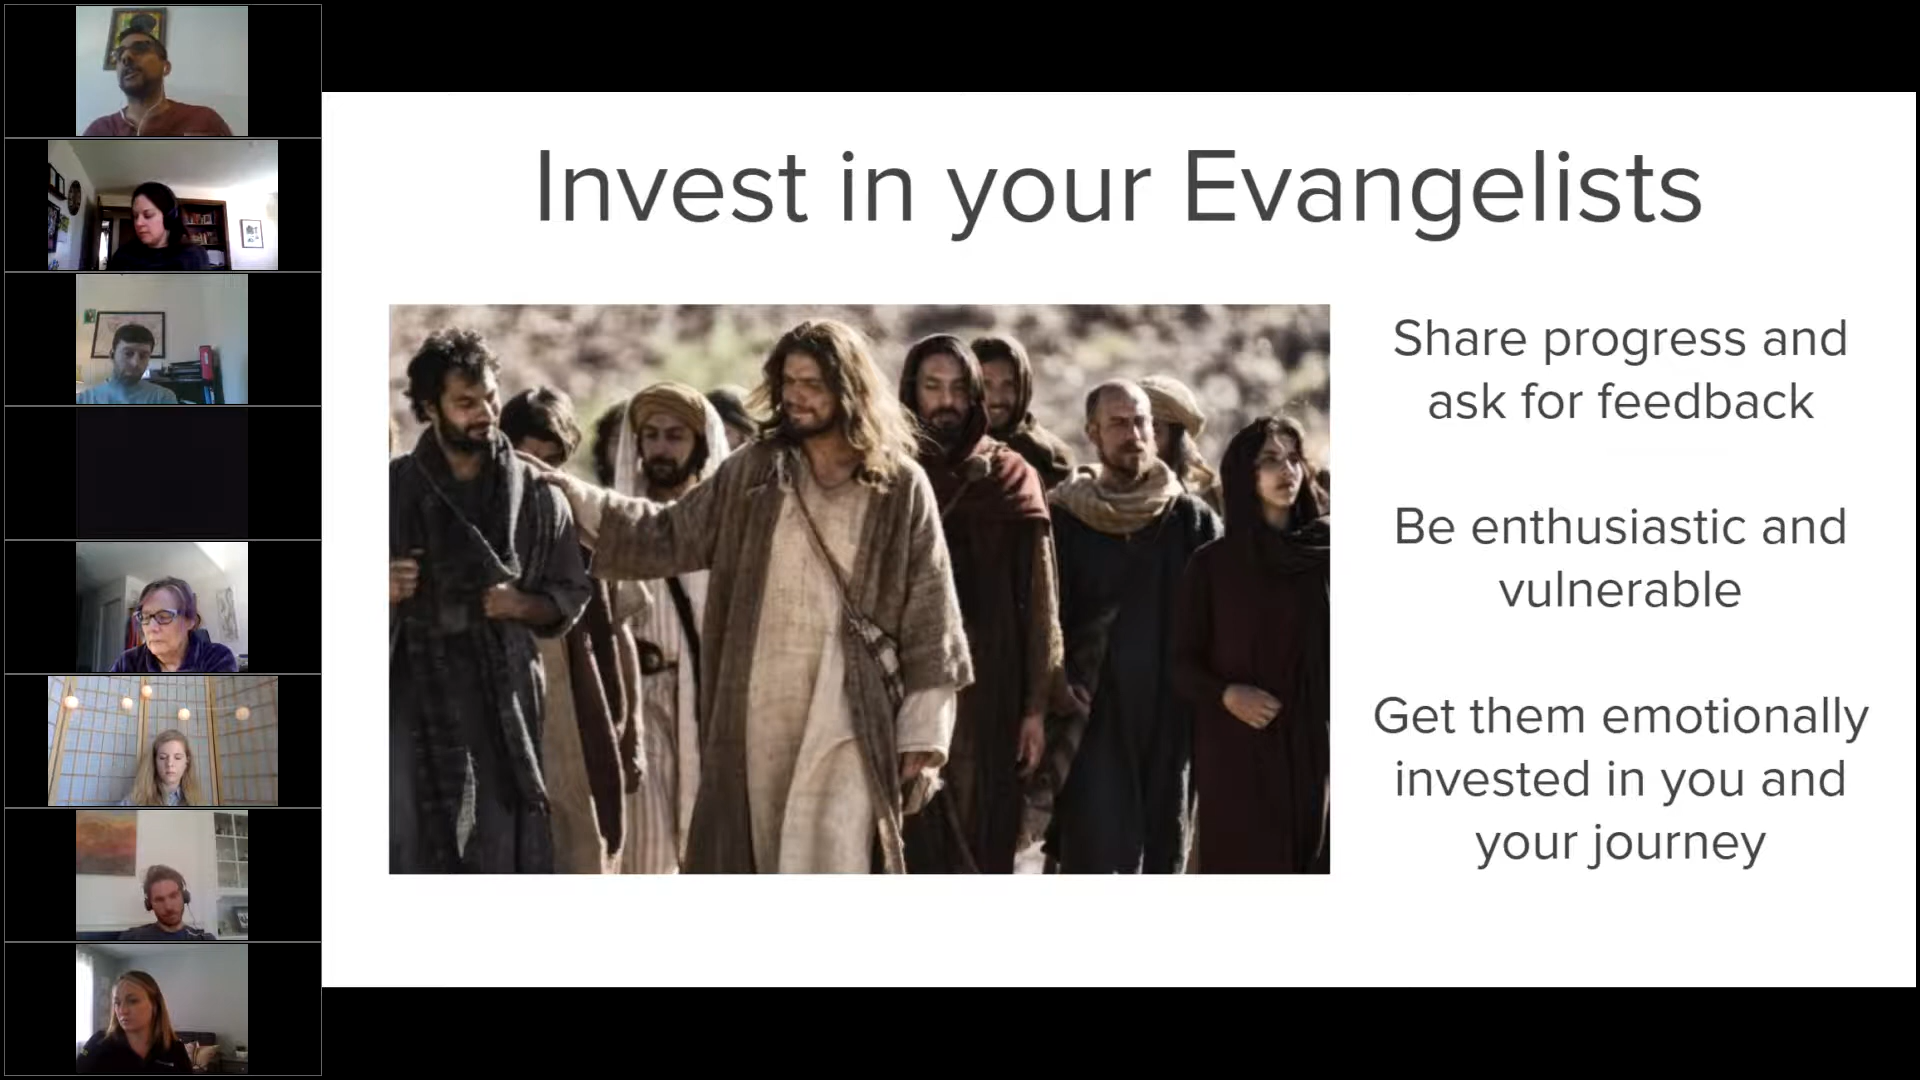 Invest in your Evangelists
Share progress and
ask for feedback
Be enthusiastic and
vulnerable
Get them emotionally
invested in you and
your journey